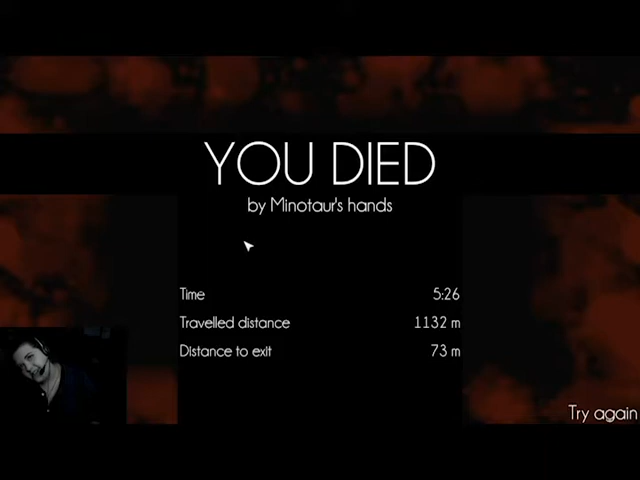 YOU DIED
by Minotaur's hands
Time 5:26
Travelled distance 1132 m
Distance to exit 73 m
Try again